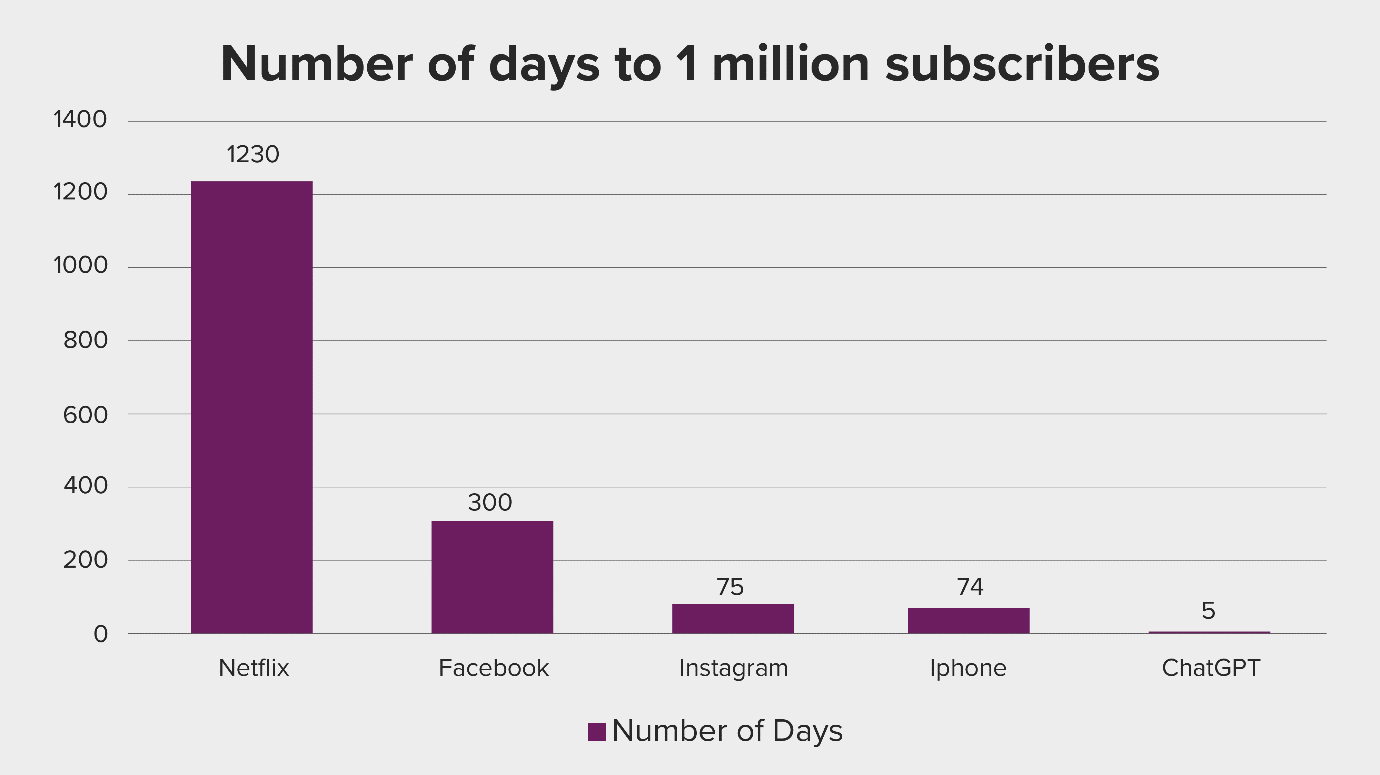 Number of days to 1 million subscribers
1400
1230
1200
1000
800
600
400
300
200
75
74
5
0
Netflix
Facebook
Instagram
Iphone
ChatGPT
Number of Days